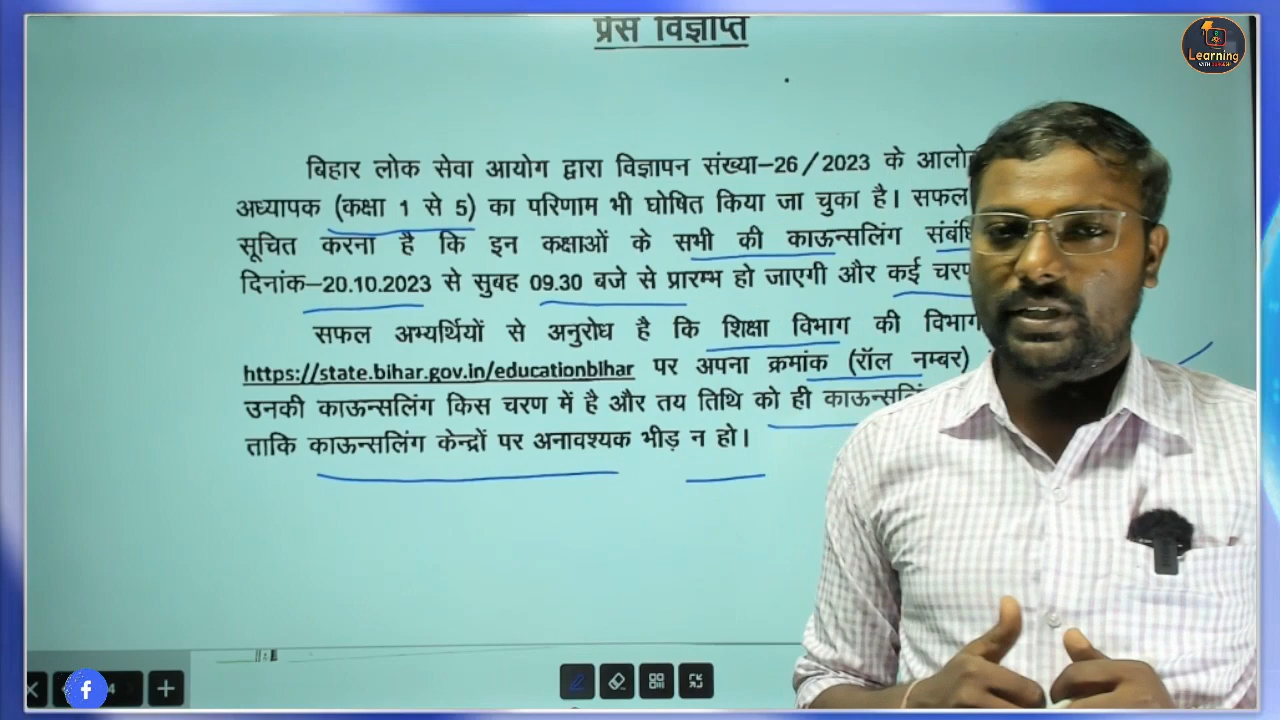 प्रेस विज्ञप्ति
Learning
बिहार लोक सेवा आयोग द्वारा विज्ञापन संख्या–26/2023 के
अध्यापक (कक्षा 1 से 5) का परिणाम भी घोषित किया जा चुका है। सफल
सूचित करना है कि इन कक्षाओं के सभी की काऊन्सलिंग
दिनांक–20.10.2023 से सुबह 09.30 बजे से प्रारम्भ हो जाएगी और कई
सफल अभ्यर्थियों से अनुरोध है कि शिक्षा विभाग की
https://state.bihar.gov.in/educationbihar पर अपना क्रमांक (रॉल नम्बर)
उनकी काऊन्सलिंग किस चरण में है और तय तिथि को ही
ताकि काऊन्सलिंग केन्द्रों पर अनावश्यक भीड़ न हो।